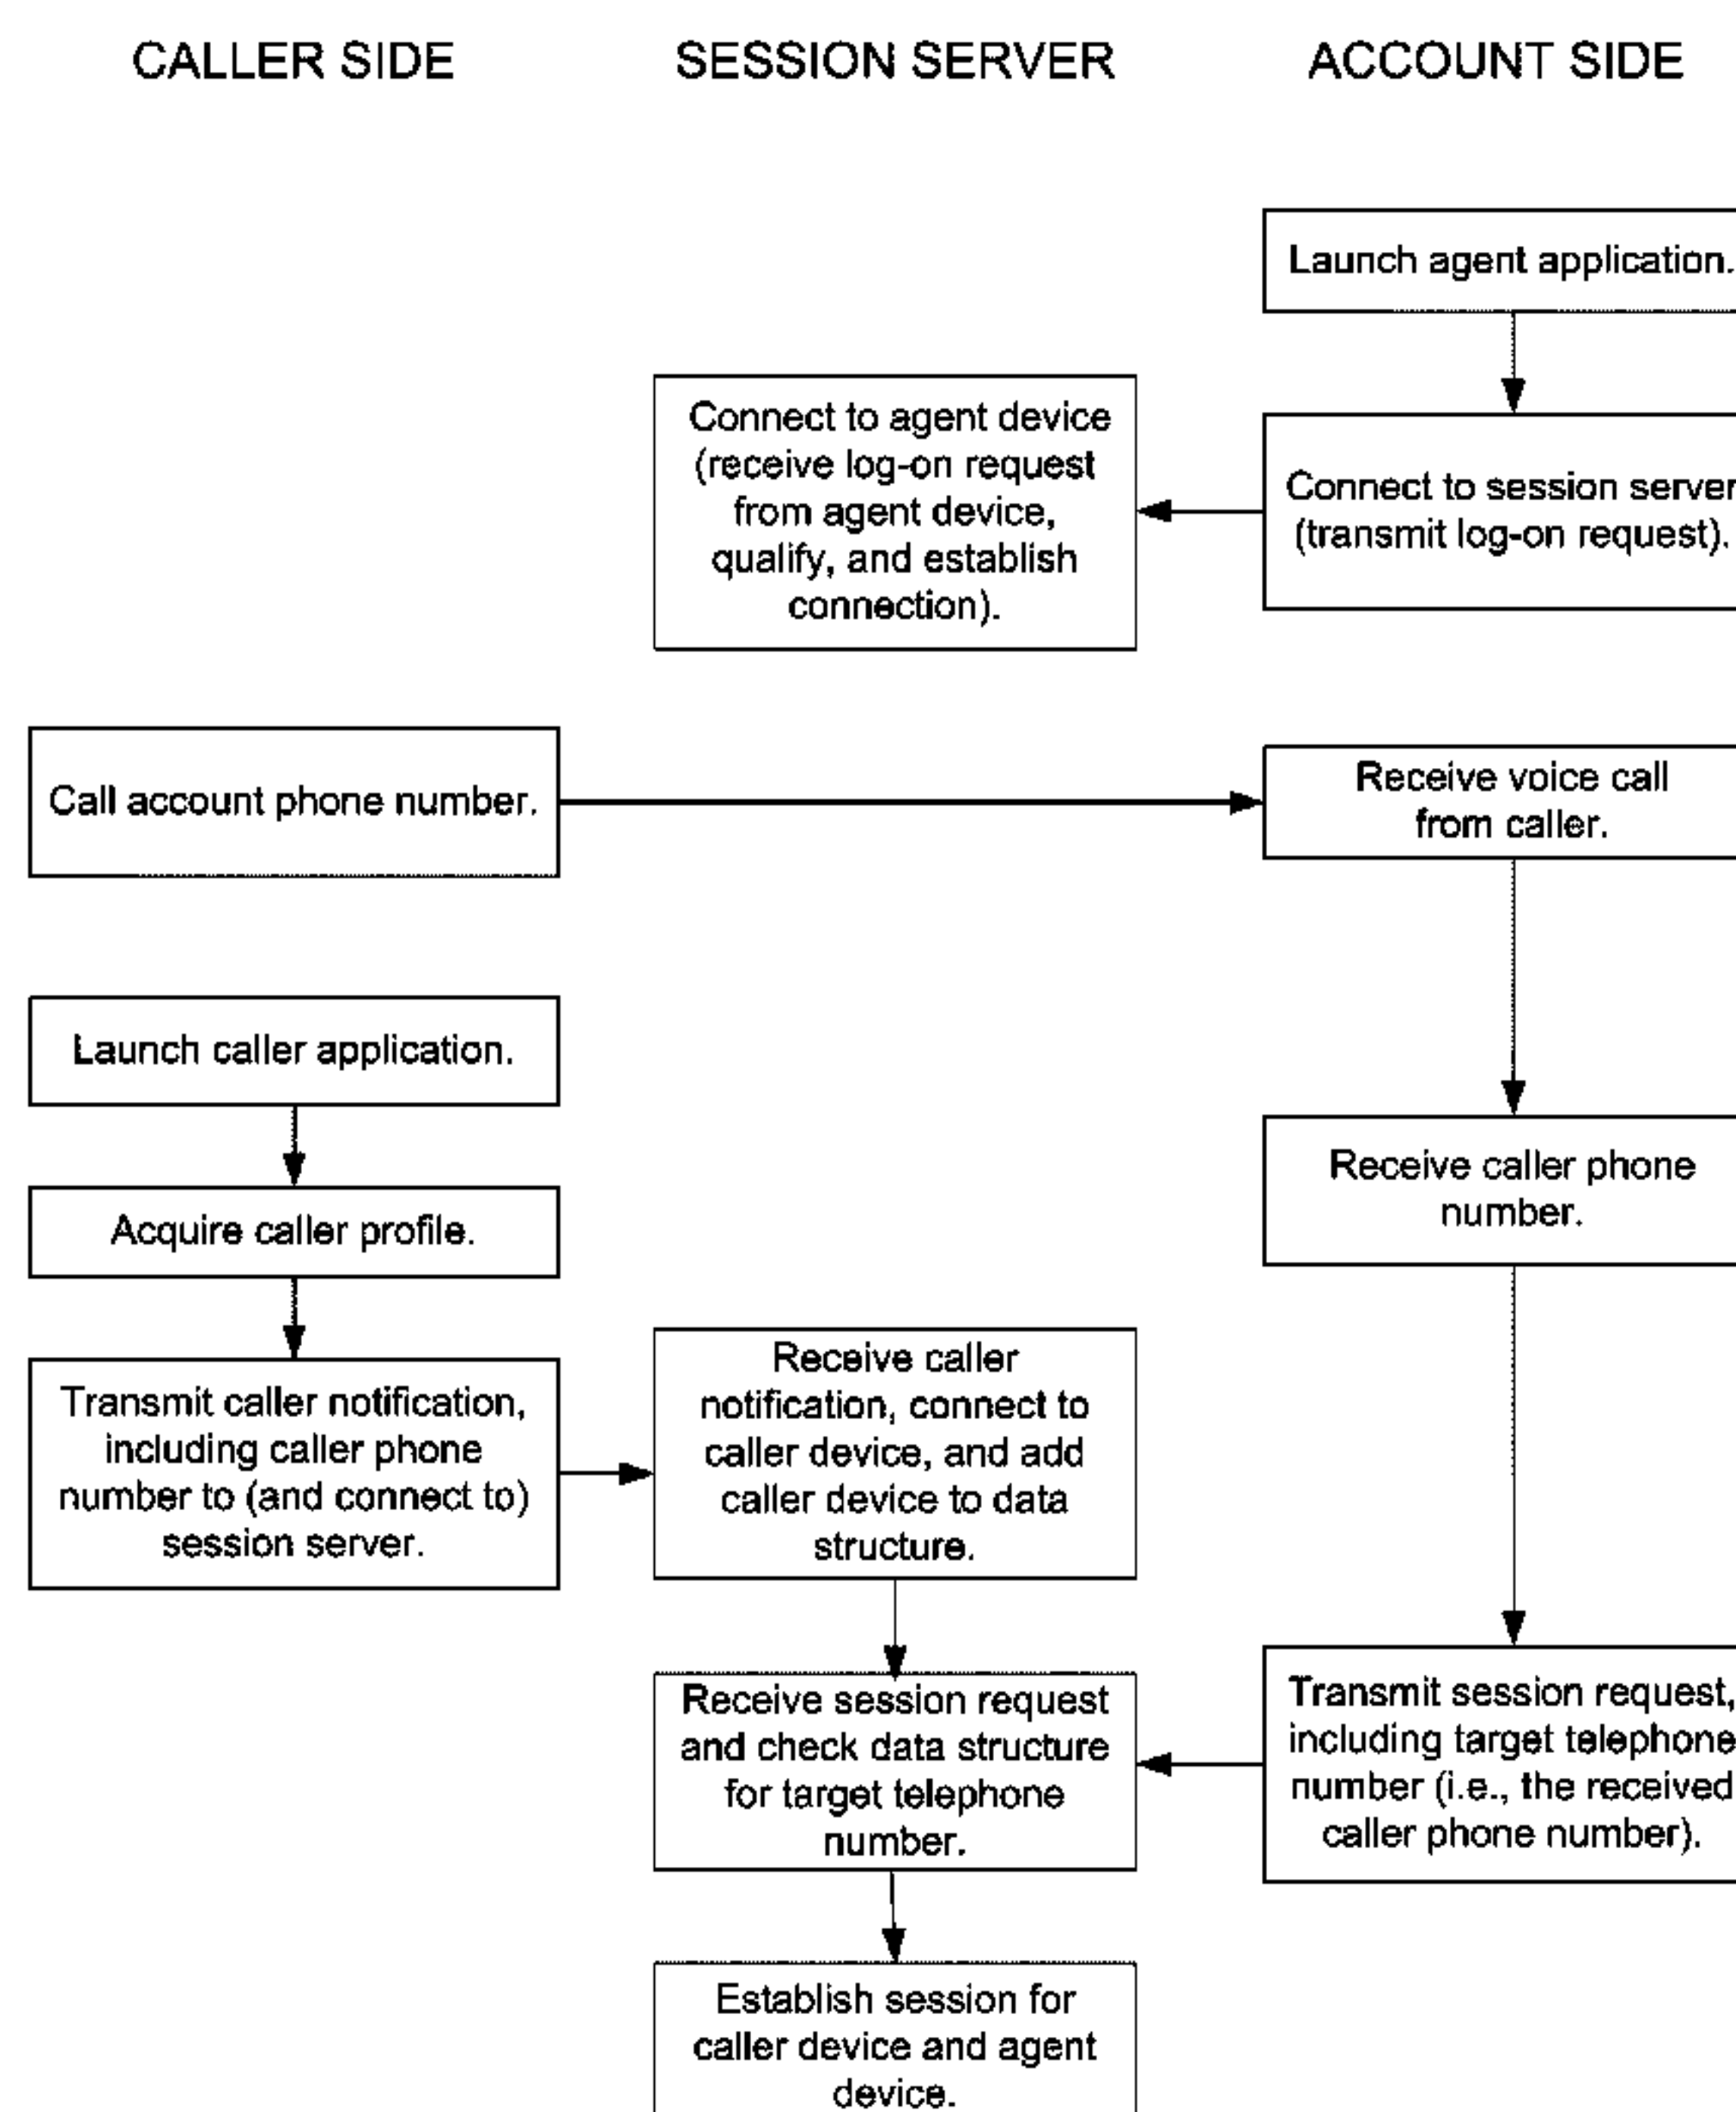 CALLER SIDE
SESSION SERVER
ACCOUNT SIDE
Launch agent application.
Connect to agent device
(receive log-on request
from agent device,
qualify, and establish
connection).
Connect to session server
(transmit log-on request).
Call account phone number.
Receive voice call
from caller.
Launch caller application.
Acquire caller profile.
Receive caller phone
number.
Transmit caller notification,
including caller phone
number to (and connect to)
session server.
Receive caller
notification, connect to
caller device, and add
caller device to data
structure.
Receive session request
and check data structure
for target telephone
number.
Transmit session request,
including target telephone
number (i.e., the received
caller phone number).
Establish session for
caller device and agent
device.